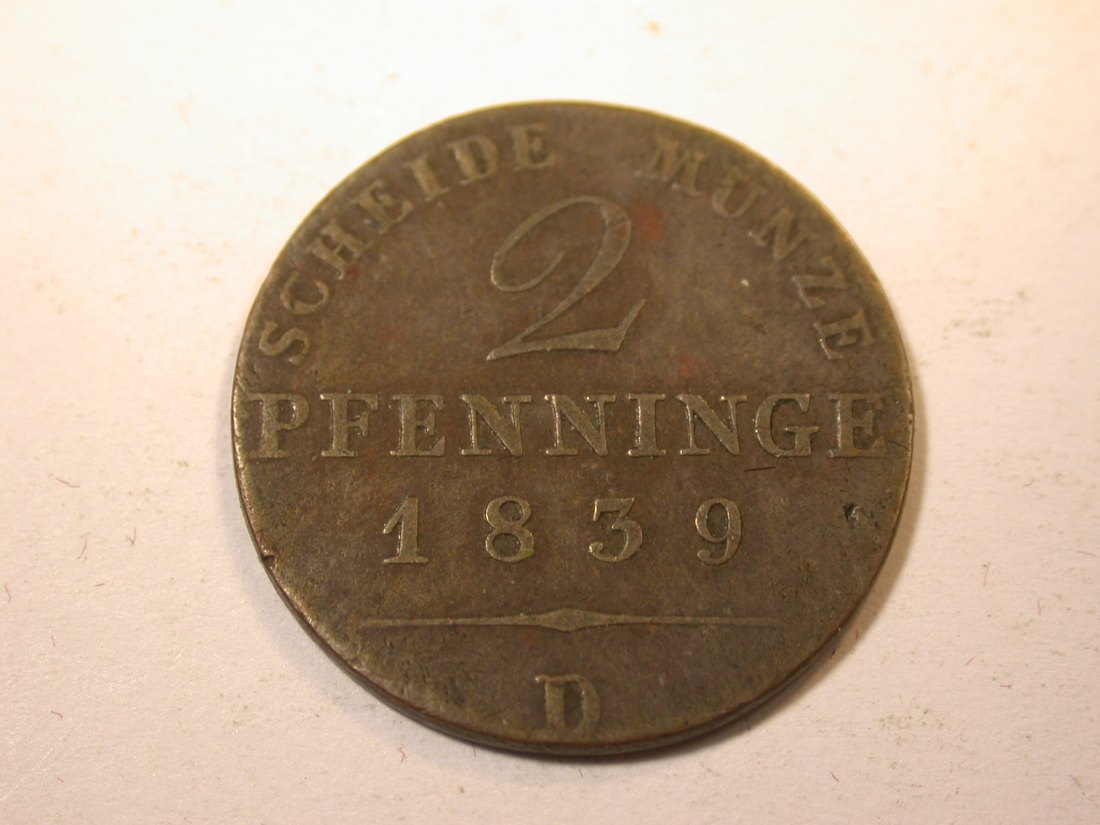 SCHEIDE MÜNZE
2
PFENNINGE
1839
D